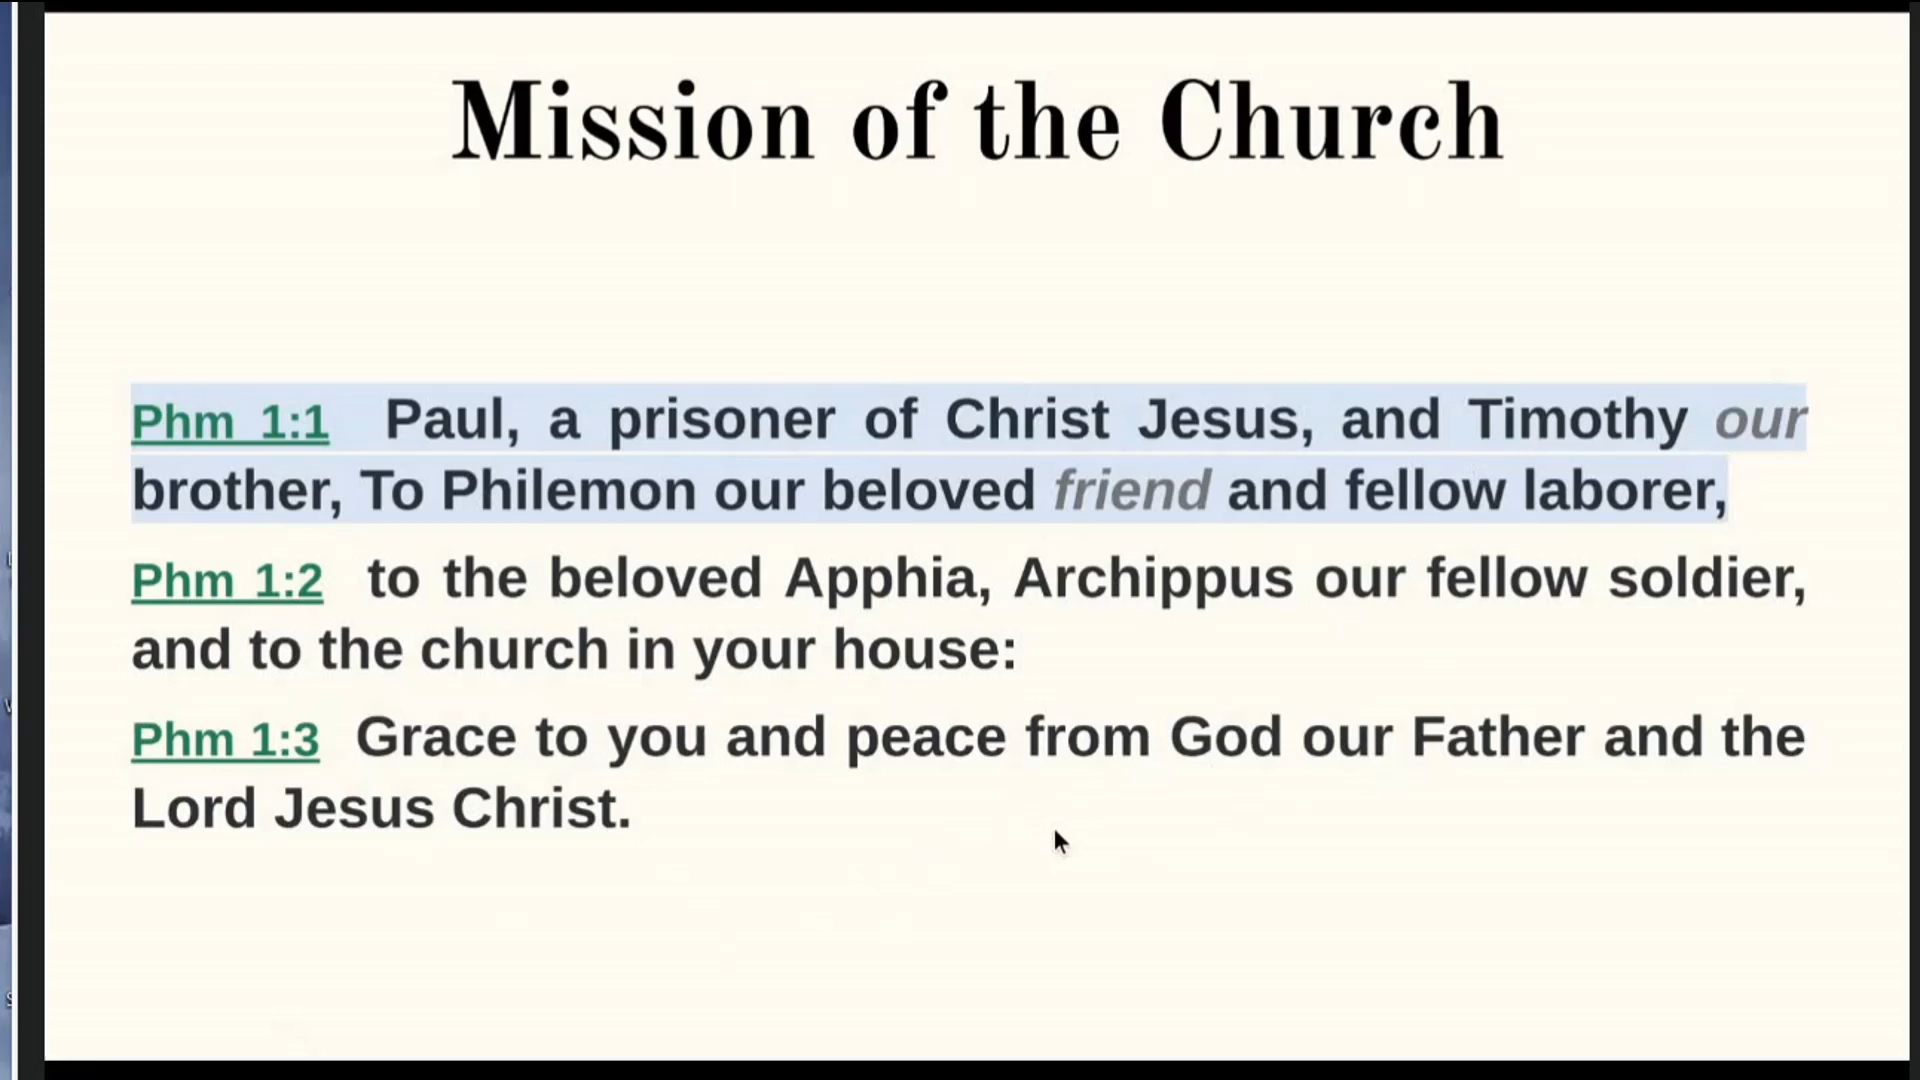 Mission of the Church
Phm 1:1 Paul, a prisoner of Christ Jesus, and Timothy our
brother, To Philemon our beloved friend and fellow laborer,
Phm 1:2 to the beloved Apphia, Archippus our fellow soldier,
and to the church in your house:
Phm 1:3 Grace to you and peace from God our Father and the
Lord Jesus Christ.